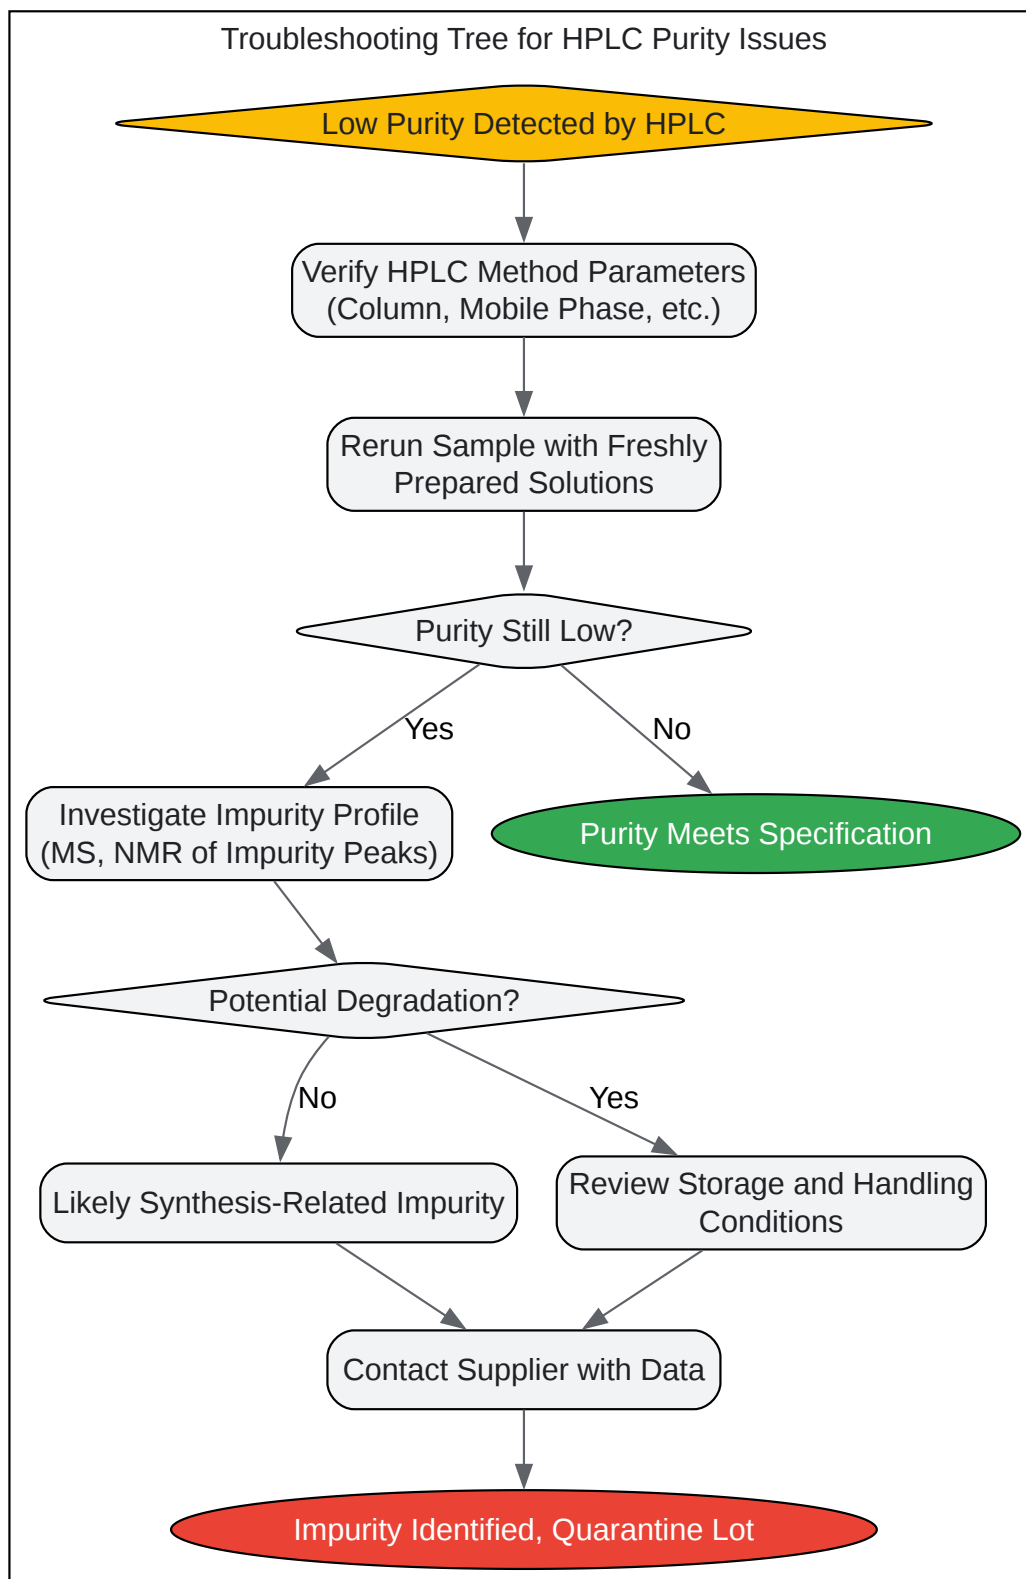 Troubleshooting Tree for HPLC Purity Issues
Low Purity Detected by HPLC
Verify HPLC Method Parameters
(Column, Mobile Phase, etc.)
Rerun Sample with Freshly
Prepared Solutions
Purity Still Low?
Yes
No
Investigate Impurity Profile
(MS, NMR of Impurity Peaks)
Purity Meets Specification
Potential Degradation?
No
Yes
Likely Synthesis-Related Impurity
Review Storage and Handling
Conditions
Contact Supplier with Data
Impurity Identified, Quarantine Lot